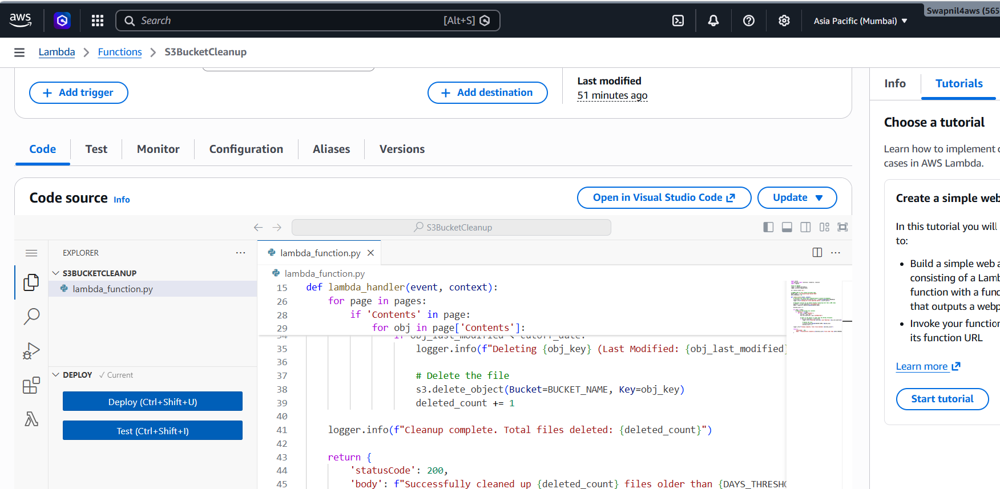 aws
Search [Alt+S]
Asia Pacific (Mumbai) ▼
Swapnil4aws (565
Lambda > Functions > S3BucketCleanup
+ Add trigger
+ Add destination
Last modified
51 minutes ago
Info
Tutorials
Code
Test
Monitor
Configuration
Aliases
Versions
Code source Info
Open in Visual Studio Code
Update ▼
S3BucketCleanup
EXPLORER
S3BUCKETCLEANUP
lambda_function.py
DEPLOY ✓ Current
Deploy (Ctrl+Shift+U)
Test (Ctrl+Shift+I)
lambda_function.py
lambda_function.py
15 def lambda_handler(event, context):
26 for page in pages:
28 if 'Contents' in page:
29 for obj in page['Contents']:
34 if obj_last_modified < cutoff_date:
35 logger.info(f"Deleting {obj_key} (Last Modified: {obj_last_modified}
36
37 # Delete the file
38 s3.delete_object(Bucket=BUCKET_NAME, Key=obj_key)
39 deleted_count += 1
40
41 logger.info(f"Cleanup complete. Total files deleted: {deleted_count}")
42
43 return {
44 'statusCode': 200,
45 'body': f"Successfully cleaned up {deleted_count} files older than {DAYS_THRESHO
Choose a tutorial
Learn how to implement c
cases in AWS Lambda.
Create a simple web
In this tutorial you will
to:
• Build a simple web a
consisting of a Lamb
function with a func
that outputs a webp
• Invoke your function
its function URL
Learn more
Start tutorial